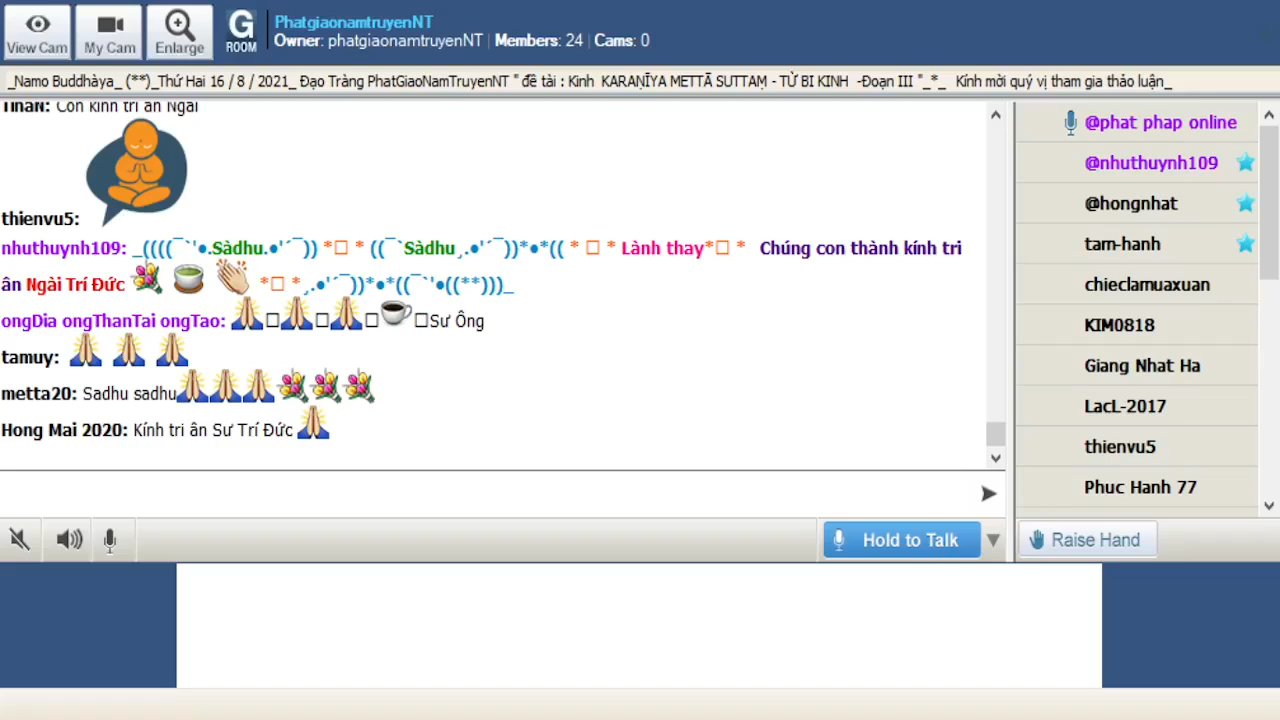 View Cam
My Cam
Enlarge
G
ROOM
PhatgiaonamtruyenNT
Owner: phatgiaonamtruyenNT | Members: 24 | Cams: 0
_Namo Buddhàya_ (**)_Thứ Hai 16 / 8 / 2021_ Đạo Tràng PhatGiaoNamTruyenNT " đề tài : Kinh KARAṆĪYA METTĀ SUTTAṂ - TỪ BI KINH -Đoạn III "_*_ Kính mời quý vị tham gia thảo luận_
TinaN: Con kính tri ân Ngài
thienvu5:
nhuthuynh109: _((((¯`'●.Sàdhu.●'´¯)) *□ * ((¯`Sàdhu¸.●'´¯))*●*(( * □ * Lành thay*□ * Chúng con thành kính tri
ân Ngài Trí Đức *□ *¸.●'´¯))*●*((¯`'●((**)))_
ongDia ongThanTai ongTao: 🙏□🙏□🙏□☕□Sư Ông
tamuy: 🙏 🙏 🙏
metta20: Sadhu sadhu🙏🙏🙏💐💐💐
Hong Mai 2020: Kính tri ân Sư Trí Đức 🙏
Hold to Talk
@phat phap online
@nhuthuynh109
@hongnhat
tam-hanh
chieclamuaxuan
KIM0818
Giang Nhat Ha
LacL-2017
thienvu5
Phuc Hanh 77
Raise Hand